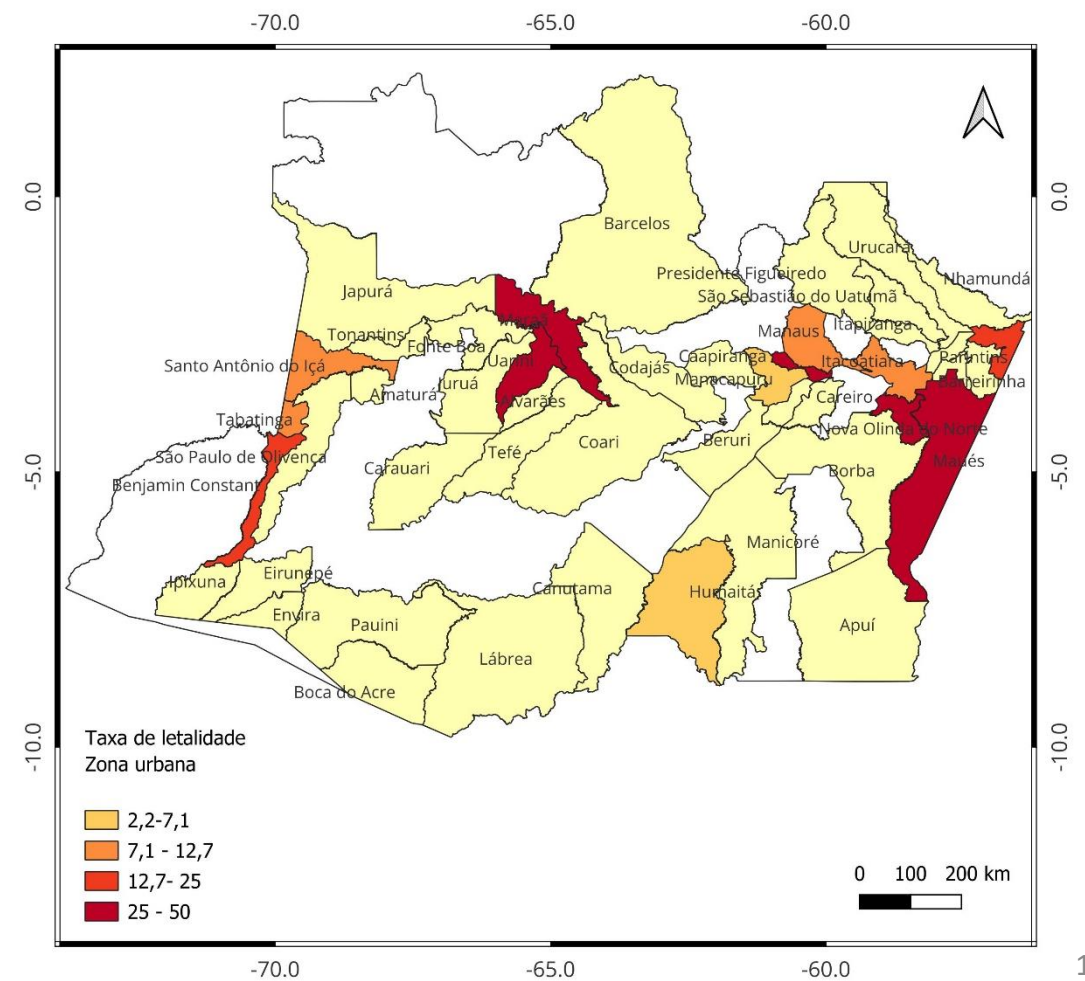 -70.0 -65.0 -60.0
0.0
0.0
Barcelos
Urucará
Presidente Figueiredo
Nhamundá
Japurá
São Sebastião do Uatumã
Maraã
Tonantins
Manaus
Itapiranga
Fonte Boa
Santo Antônio do Içá
Uarini
Caapiranga
Itacoatiara
Parintins
Codajás
Manacapuru
Barreirinha
Juruá
Amaturá
Alvarães
Careiro
Tabatinga
Nova Olinda do Norte
Coari
Beruri
Tefé
São Paulo de Olivença
Maués
Carauari
Borba
-5.0
-5.0
Benjamin Constant
Manicoré
Eirunepé
Ipixuna
Canutama
Humaitá
Envira
Pauini
Apuí
Lábrea
Boca do Acre
-10.0
-10.0
Taxa de letalidade
Zona urbana
2,2-7,1
7,1 - 12,7
12,7- 25
25 - 50
0 100 200 km
-70.0 -65.0 -60.0
1